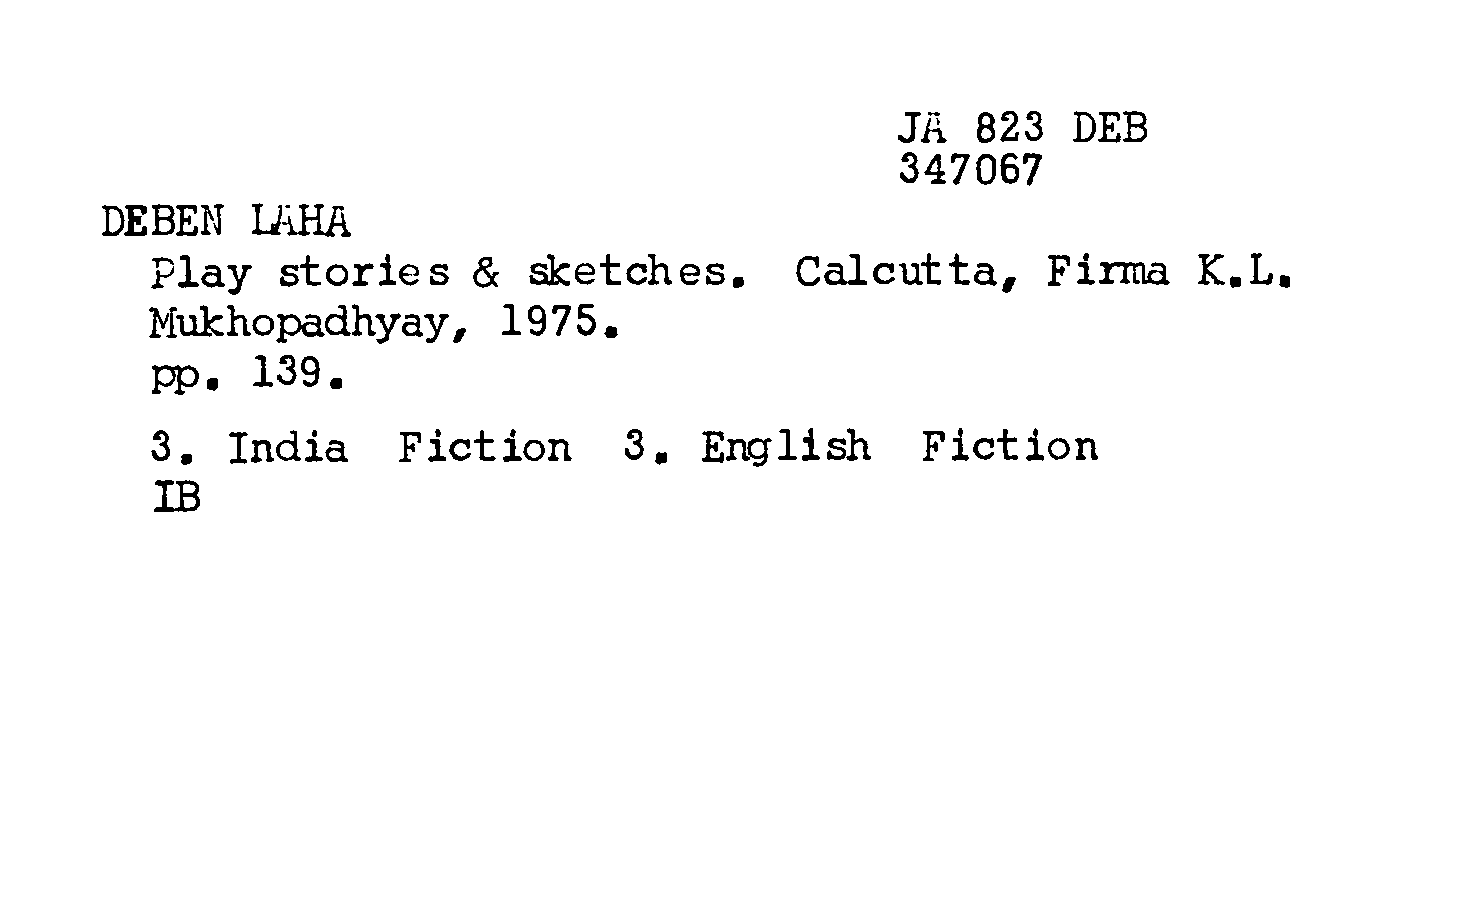 JA 823 DEB
347067
DEBEN LAHA
Play stories & sketches. Calcutta, Firma K.L.
Mukhopadhyay, 1975.
pp. 139.
3. India Fiction 3. English Fiction
IB